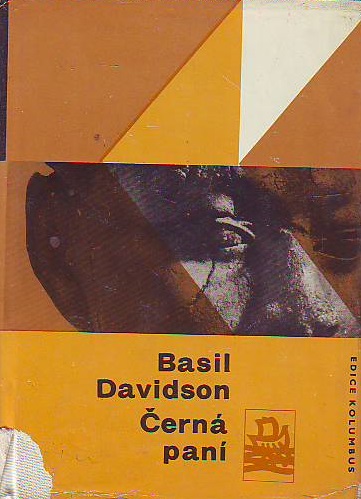 Basil
Davidson
Černá
paní
EDICE KOLUMBUS